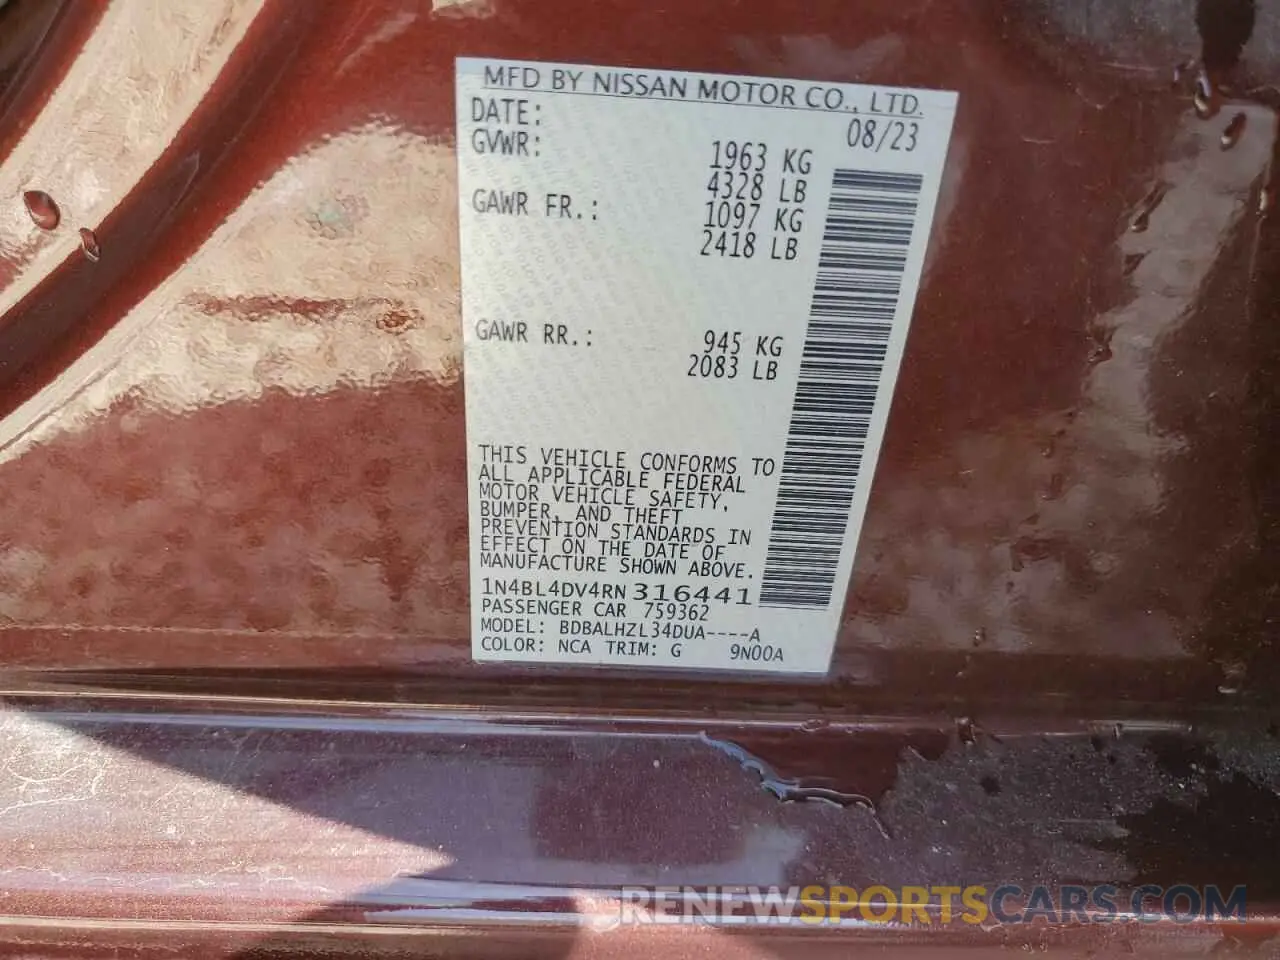 MFD BY NISSAN MOTOR CO., LTD.
DATE: 08/23
GVWR: 1963 KG
4328 LB
GAWR FR.: 1097 KG
2418 LB
GAWR RR.: 945 KG
2083 LB
THIS VEHICLE CONFORMS TO
ALL APPLICABLE FEDERAL
MOTOR VEHICLE SAFETY,
BUMPER, AND THEFT
PREVENTION STANDARDS IN
EFFECT ON THE DATE OF
MANUFACTURE SHOWN ABOVE.
1N4BL4DV4RN316441
PASSENGER CAR 759362
MODEL: BDBALHZL34DUA----A
COLOR: NCA TRIM: G 9N00A
RENEWSPORTSCARS.COM